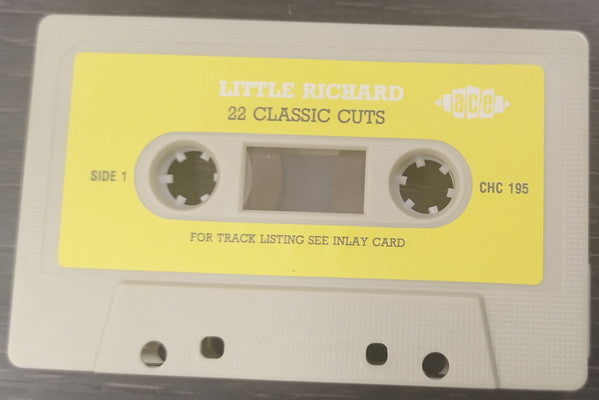 LITTLE RICHARD
22 CLASSIC CUTS
ace
SIDE 1
CHC 195
FOR TRACK LISTING SEE INLAY CARD